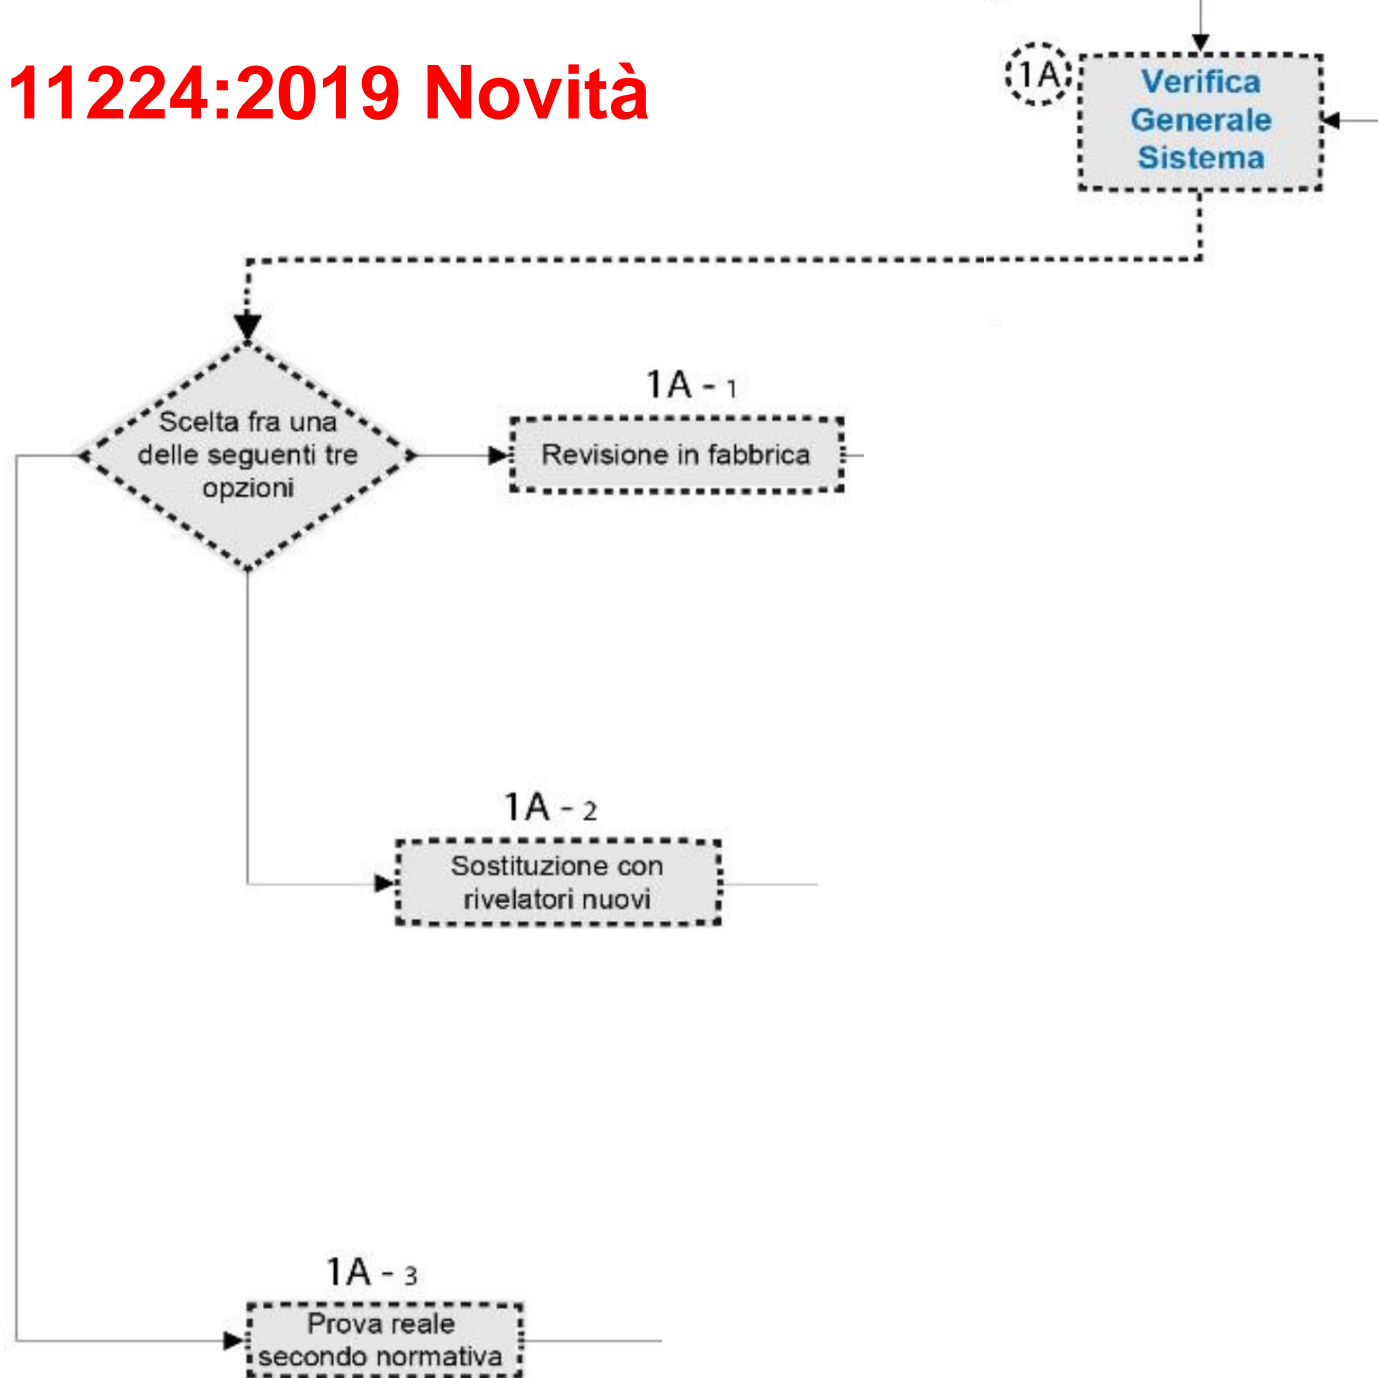 11224:2019 Novità
1A
Verifica
Generale
Sistema
Scelta fra una
delle seguenti tre
opzioni
1A - 1
Revisione in fabbrica
1A - 2
Sostituzione con
rivelatori nuovi
1A - 3
Prova reale
secondo normativa